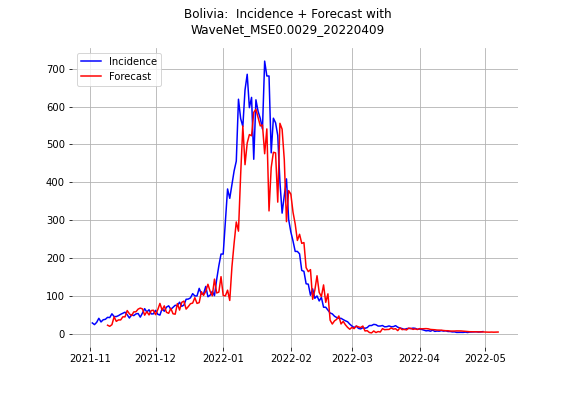 Bolivia:  Incidence + Forecast with
WaveNet_MSE0.0029_20220409
Incidence
Forecast
700
600
500
400
300
200
100
0
2021-11 2021-12 2022-01 2022-02 2022-03 2022-04 2022-05